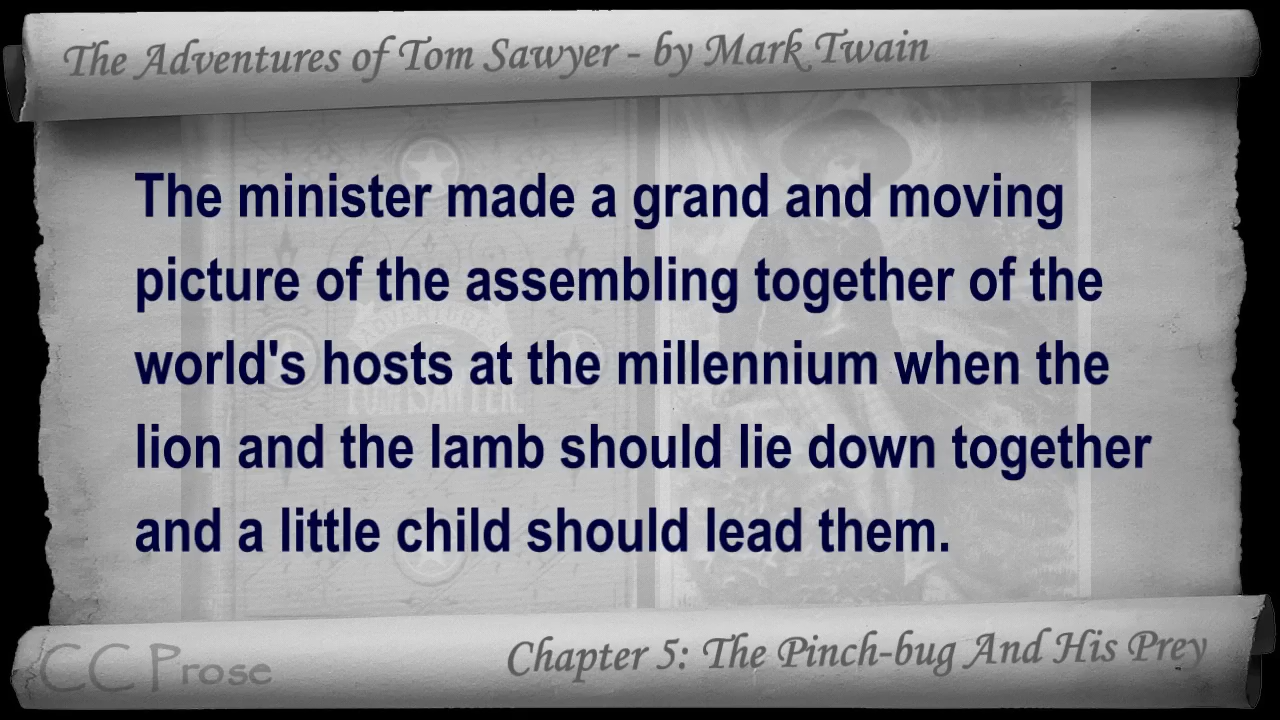 The Adventures of Tom Sawyer - by Mark Twain
The minister made a grand and moving
picture of the assembling together of the
world's hosts at the millennium when the
lion and the lamb should lie down together
and a little child should lead them.
CC Prose
Chapter 5: The Pinch-bug And His Prey